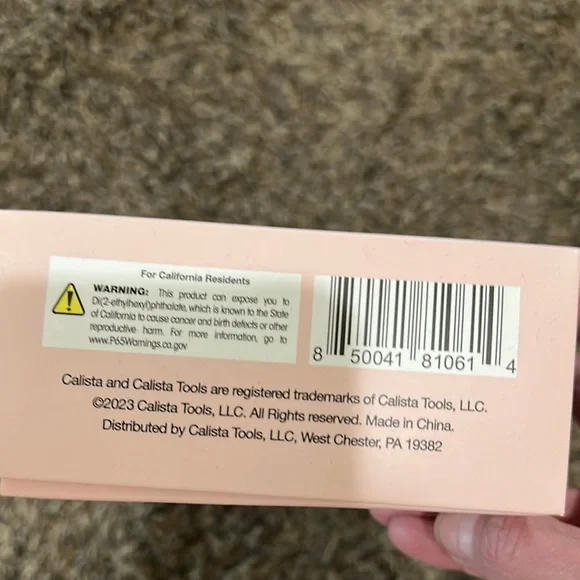 For California Residents
WARNING: This product can expose you to
Di(2-ethylhexyl)phthalate, which is known to the State
of California to cause cancer and birth defects or other
reproductive harm. For more information, go to
www.P65Warnings.ca.gov
8 50041 81061 4
Calista and Calista Tools are registered trademarks of Calista Tools, LLC.
©2023 Calista Tools, LLC. All Rights reserved. Made in China.
Distributed by Calista Tools, LLC, West Chester, PA 19382